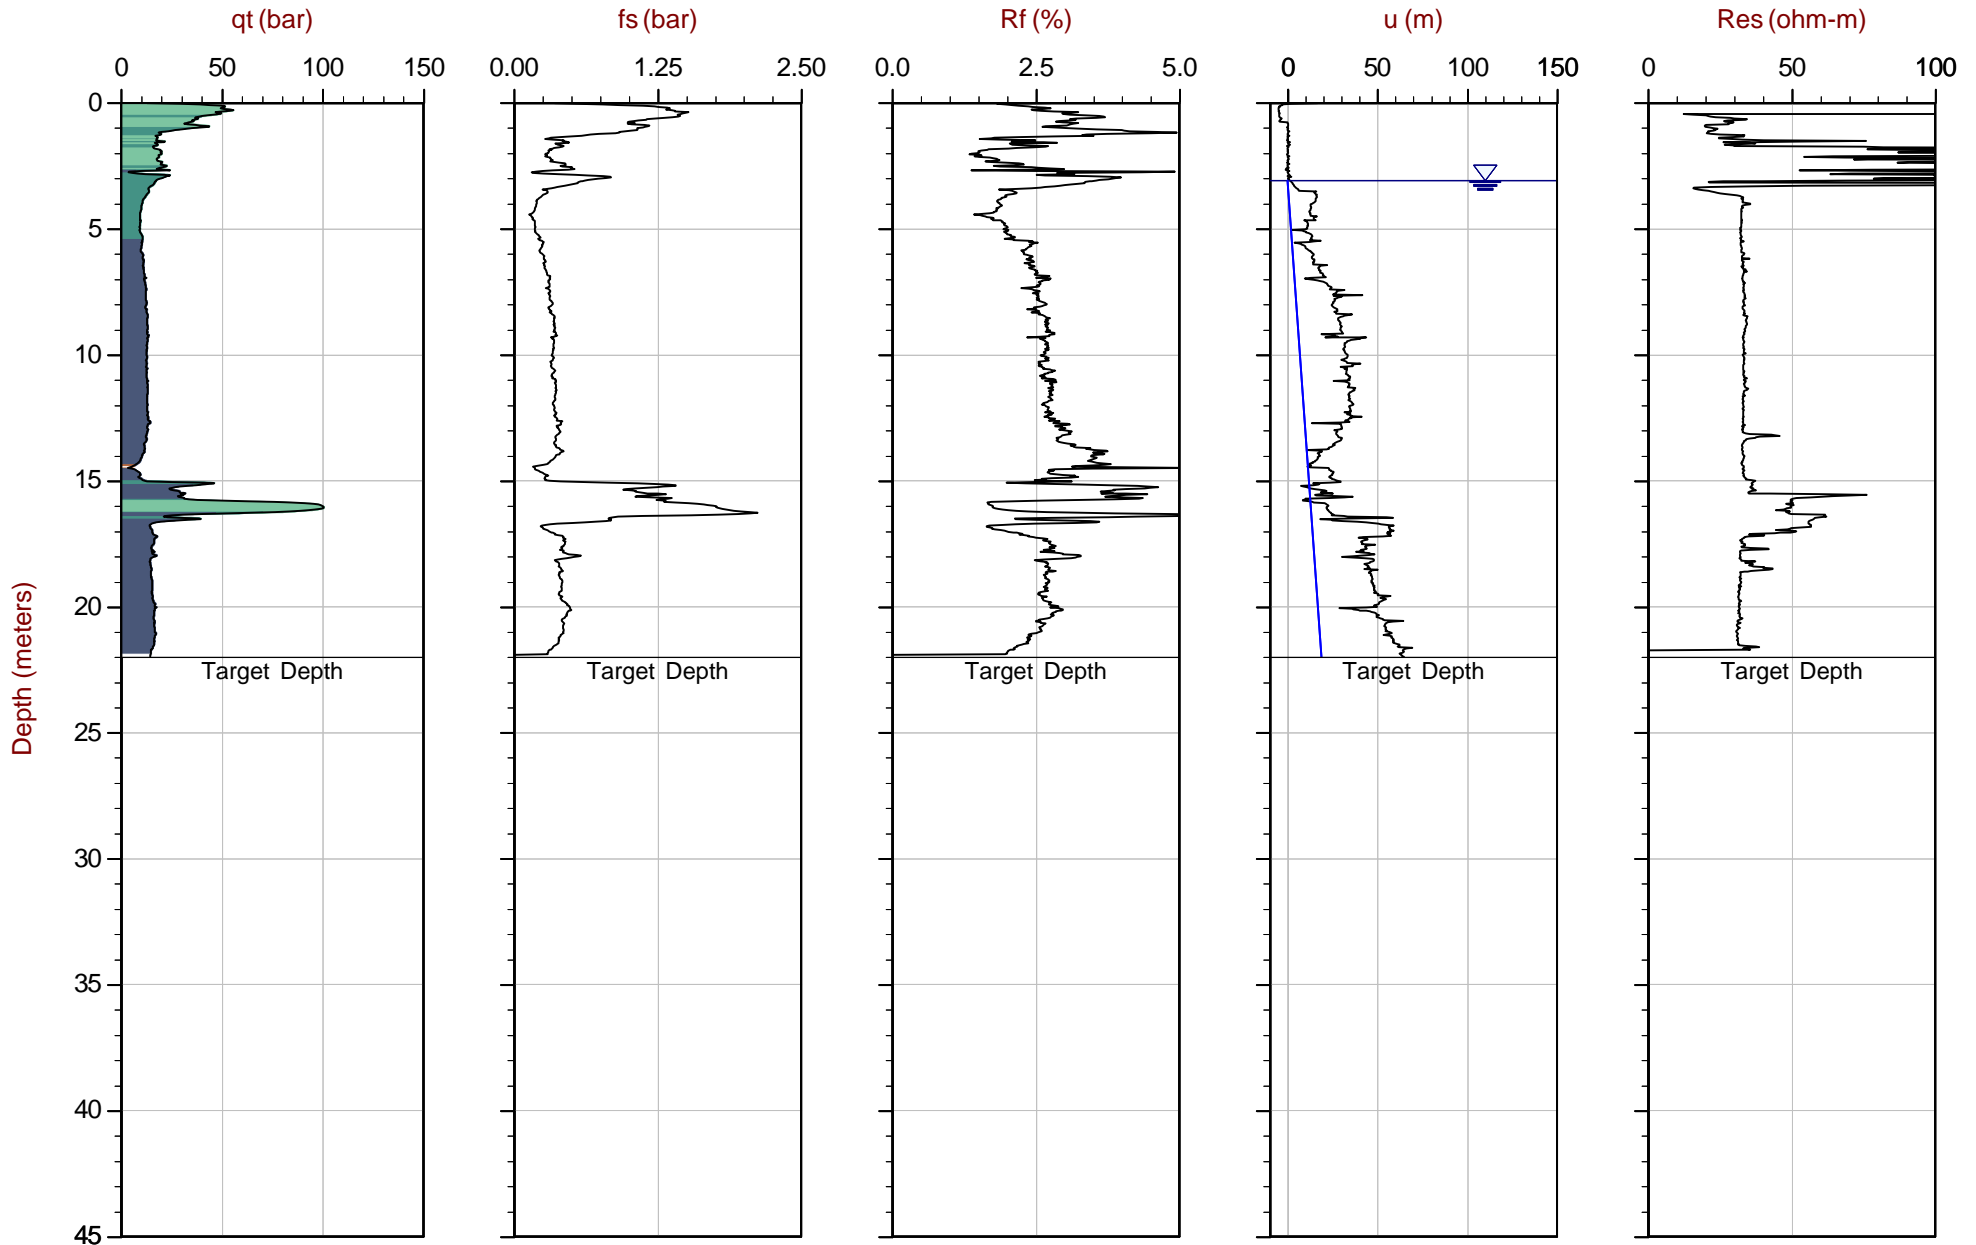 qt (bar) fs (bar) Rf (%) u (m) Res (ohm-m)
0 50 100 150 0.00 1.25 2.50 0.0 2.5 5.0 0 50 100 150 0 50 100
0
5
10
15
20
Target Depth Target Depth Target Depth Target Depth Target Depth
25
30
35
40
45
Depth (meters)